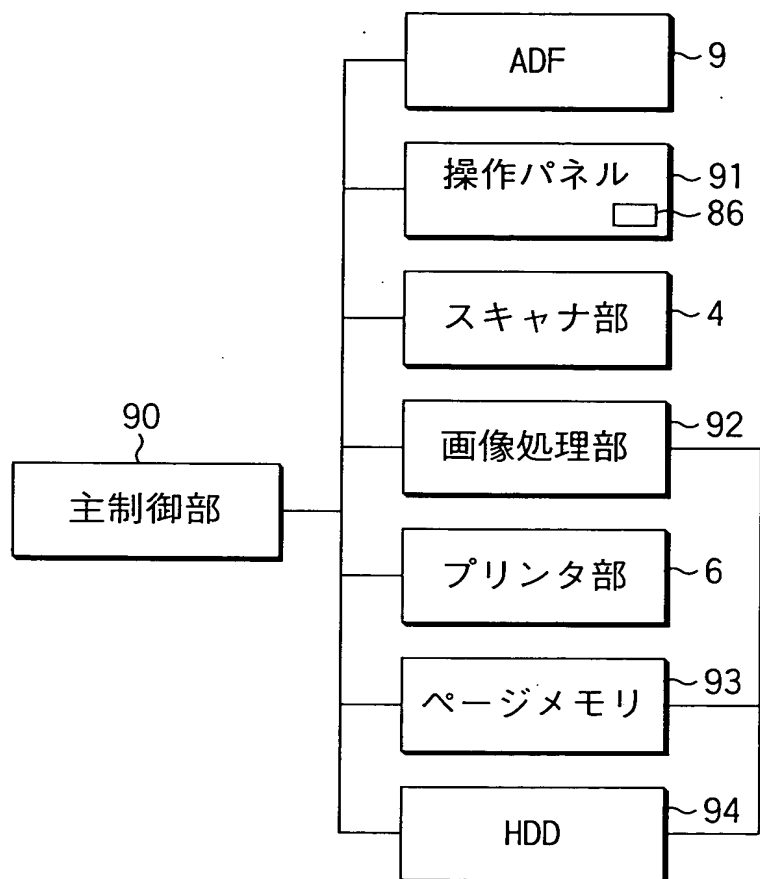 ADF
9
操作パネル
91
86
スキャナ部
4
90
主制御部
画像処理部
92
プリンタ部
6
ページメモリ
93
HDD
94